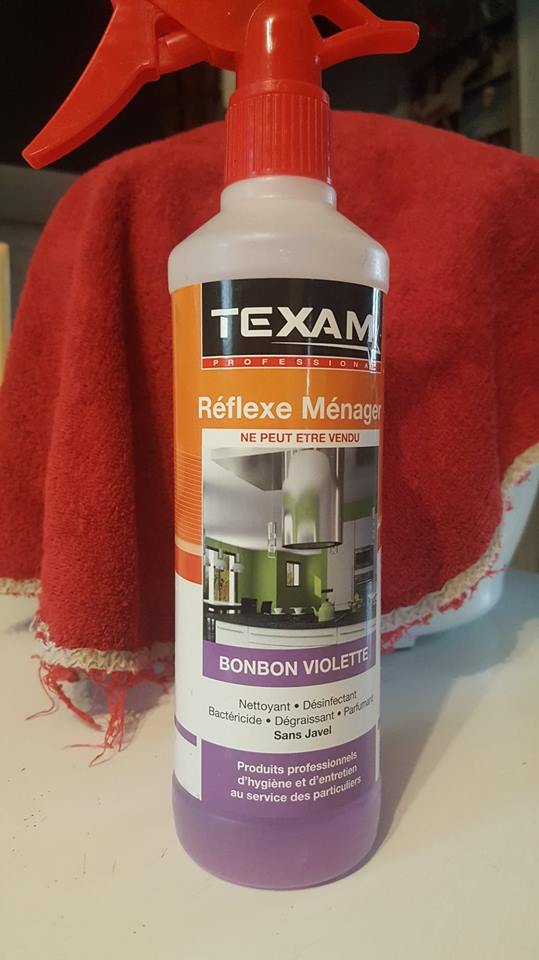 TEXAM
PROFESSIONAL
Réflexe Ménager
NE PEUT ETRE VENDU
BONBON VIOLETTE
Nettoyant • Désinfectant
Bactéricide • Dégraissant • Parfumant
Sans Javel
Produits professionnels
d'hygiène et d'entretien
au service des particuliers